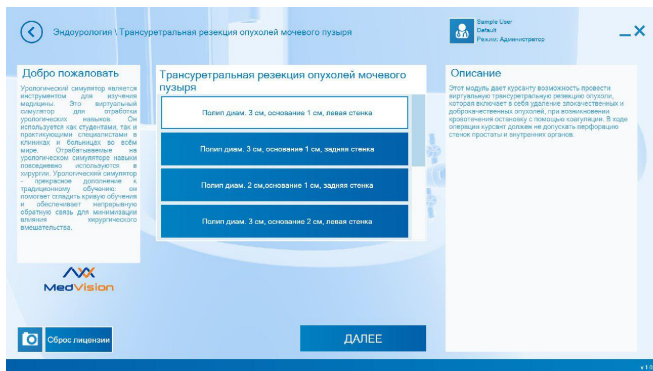 Эндоурология \ Трансуретральная резекция опухолей мочевого пузыря
Sample User
Default
Режим: Администратор
Добро пожаловать
Урологический симулятор является
инструментом для изучения
медицины. Это виртуальный
симулятор для отработки
урологических навыков. Он
используется как студентами, так и
практикующими специалистами в
клиниках и больницах во всём
мире. Отрабатываемые на
урологическом симуляторе навыки
повседневно используются в
хирургии. Урологический симулятор
- прекрасное дополнение к
традиционному обучению: он
помогает сгладить кривую обучения
и обеспечивает непрерывную
обратную связь для минимизации
влияния хирургического
вмешательства.
MedVision
Сброс лицензии
Трансуретральная резекция опухолей мочевого
пузыря
Полип диам. 3 см, основание 1 см, левая стенка
Полип диам. 3 см, основание 1 см, задняя стенка
Полип диам. 2 см,основание 1 см, задняя стенка
Полип диам. 3 см, основание 2 см, левая стенка
ДАЛЕЕ
Описание
Этот модуль дает курсанту возможность провести
виртуальную трансуретральную резекцию опухоли,
которая включает в себя удаление злокачественных и
доброкачественных опухолей, при возникновении
кровотечения остановку с помощью коагуляции. В ходе
операции курсант должен не допускать перфорацию
стенок простаты и внутренних органов.